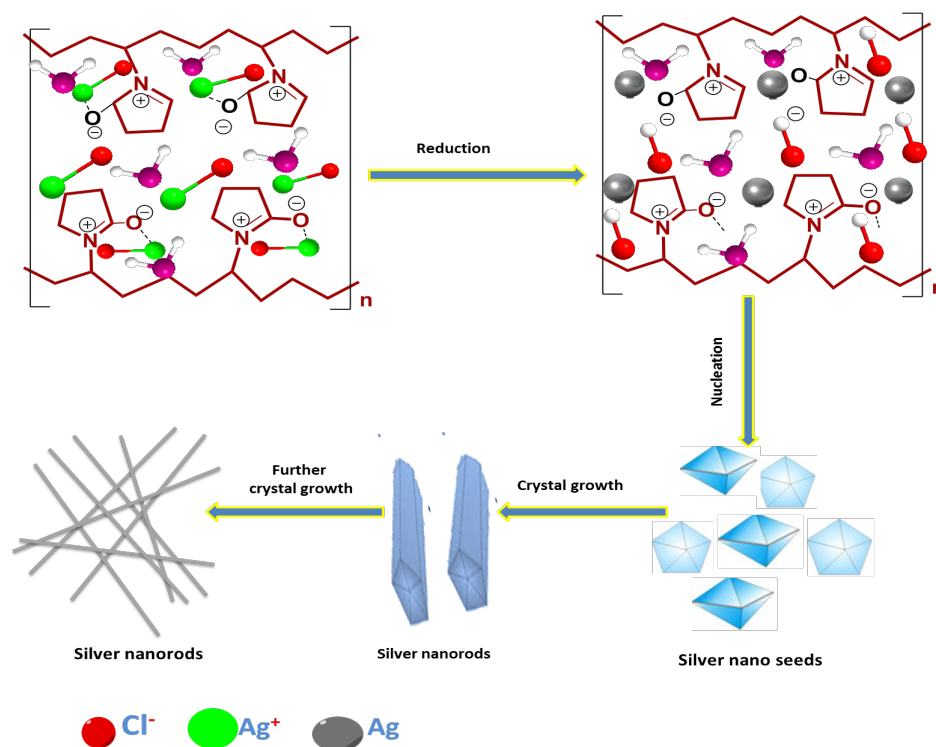 N
N
O
O
O
O
N
N
n
Reduction
N
N
O
O
O
O
N
N
n
Nucleation
Further
crystal growth
Crystal growth
Silver nanorods
Silver nanorods
Silver nano seeds
Cl⁻
Ag⁺
Ag